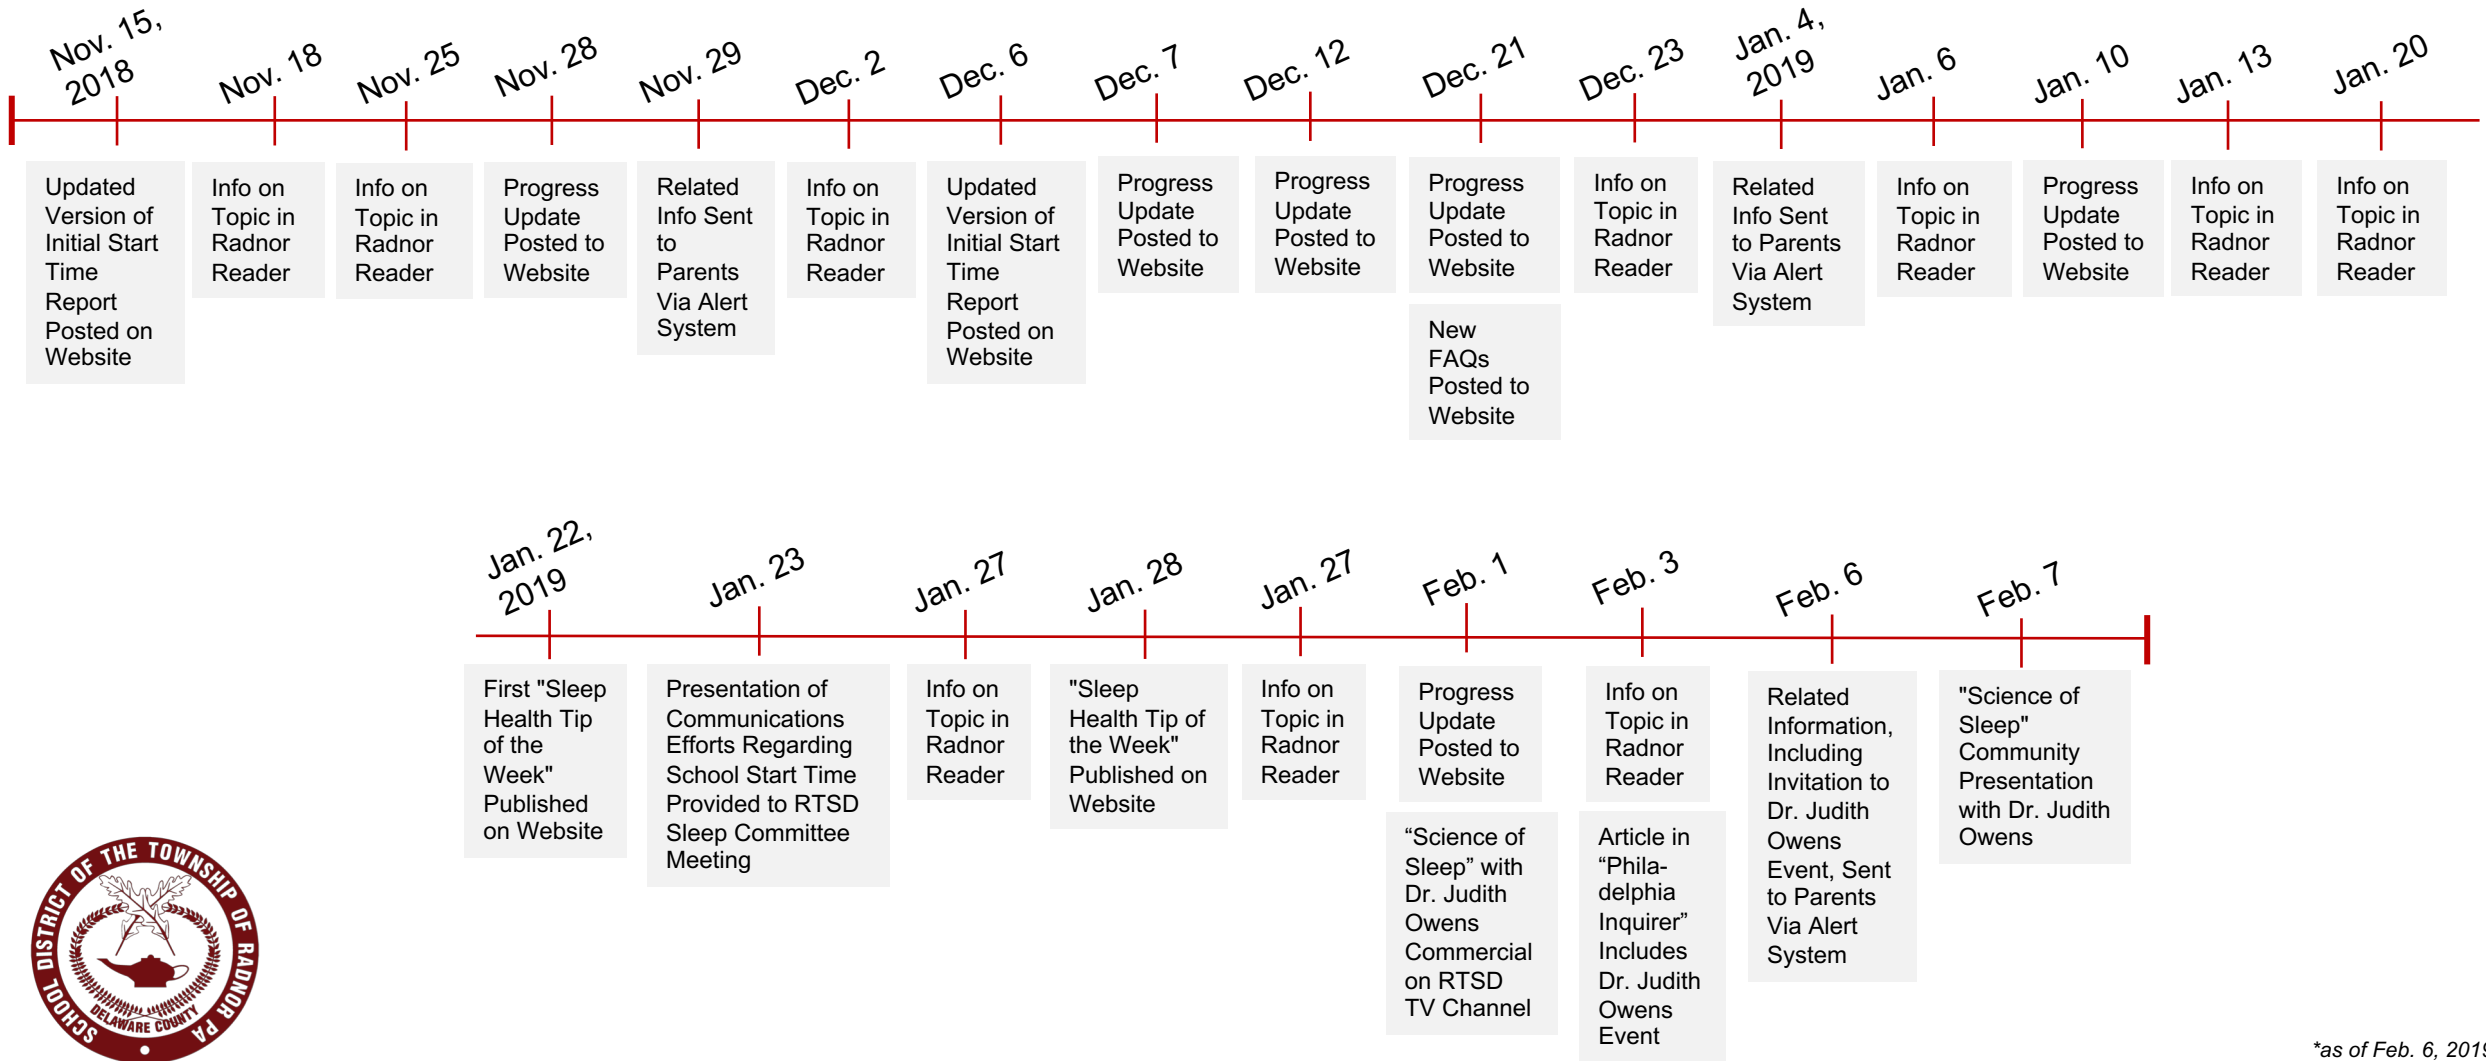 Nov. 15,
2018
Nov. 18
Nov. 25
Nov. 28
Nov. 29
Dec. 2
Dec. 6
Dec. 7
Dec. 12
Dec. 21
Dec. 23
Jan. 4,
2019
Jan. 6
Jan. 10
Jan. 13
Jan. 20
Updated
Version of
Initial Start
Time
Report
Posted on
Website
Info on
Topic in
Radnor
Reader
Info on
Topic in
Radnor
Reader
Progress
Update
Posted to
Website
Related
Info Sent
to
Parents
Via Alert
System
Info on
Topic in
Radnor
Reader
Updated
Version of
Initial Start
Time
Report
Posted on
Website
Progress
Update
Posted to
Website
Progress
Update
Posted to
Website
Progress
Update
Posted to
Website
New
FAQs
Posted to
Website
Info on
Topic in
Radnor
Reader
Related
Info Sent
to Parents
Via Alert
System
Info on
Topic in
Radnor
Reader
Progress
Update
Posted to
Website
Info on
Topic in
Radnor
Reader
Info on
Topic in
Radnor
Reader
Jan. 22,
2019
Jan. 23
Jan. 27
Jan. 28
Jan. 27
Feb. 1
Feb. 3
Feb. 6
Feb. 7
First "Sleep
Health Tip
of the
Week"
Published
on Website
Presentation of
Communications
Efforts Regarding
School Start Time
Provided to RTSD
Sleep Committee
Meeting
Info on
Topic in
Radnor
Reader
"Sleep
Health Tip of
the Week"
Published on
Website
Info on
Topic in
Radnor
Reader
Progress
Update
Posted to
Website
“Science of
Sleep” with
Dr. Judith
Owens
Commercial
on RTSD
TV Channel
Info on
Topic in
Radnor
Reader
Article in
“Phila-
delphia
Inquirer”
Includes
Dr. Judith
Owens
Event
Related
Information,
Including
Invitation to
Dr. Judith
Owens
Event, Sent
to Parents
Via Alert
System
"Science of
Sleep"
Community
Presentation
with Dr. Judith
Owens
SCHOOL DISTRICT OF THE TOWNSHIP OF RADNOR PA
DELAWARE COUNTY
*as of Feb. 6, 2019